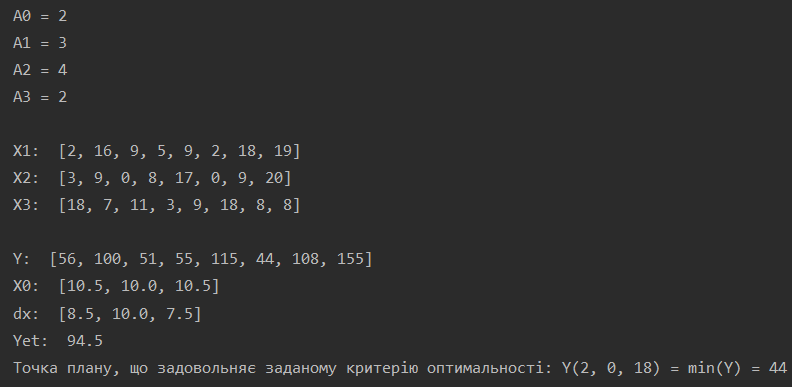 A0 = 2
A1 = 3
A2 = 4
A3 = 2
X1:  [2, 16, 9, 5, 9, 2, 18, 19]
X2:  [3, 9, 0, 8, 17, 0, 9, 20]
X3:  [18, 7, 11, 3, 9, 18, 8, 8]
Y:  [56, 100, 51, 55, 115, 44, 108, 155]
X0:  [10.5, 10.0, 10.5]
dx:  [8.5, 10.0, 7.5]
Yet:  94.5
Точка плану, що задовольняє заданому критерію оптимальності: Y(2, 0, 18) = min(Y) = 44